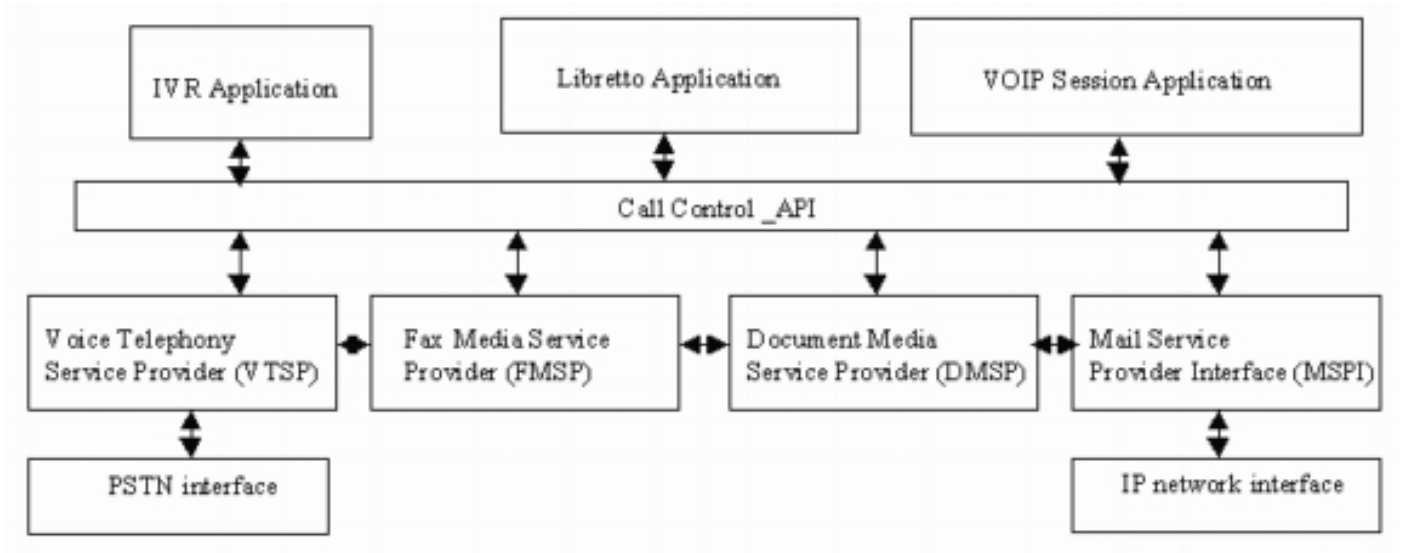 IVR Application
Libretto Application
VOIP Session Application
Call Control _API
Voice Telephony
Service Provider (VTSP)
Fax Media Service
Provider (FMSP)
Document Media
Service Provider (DMSP)
Mail Service
Provider Interface (MSPI)
PSTN interface
IP network interface